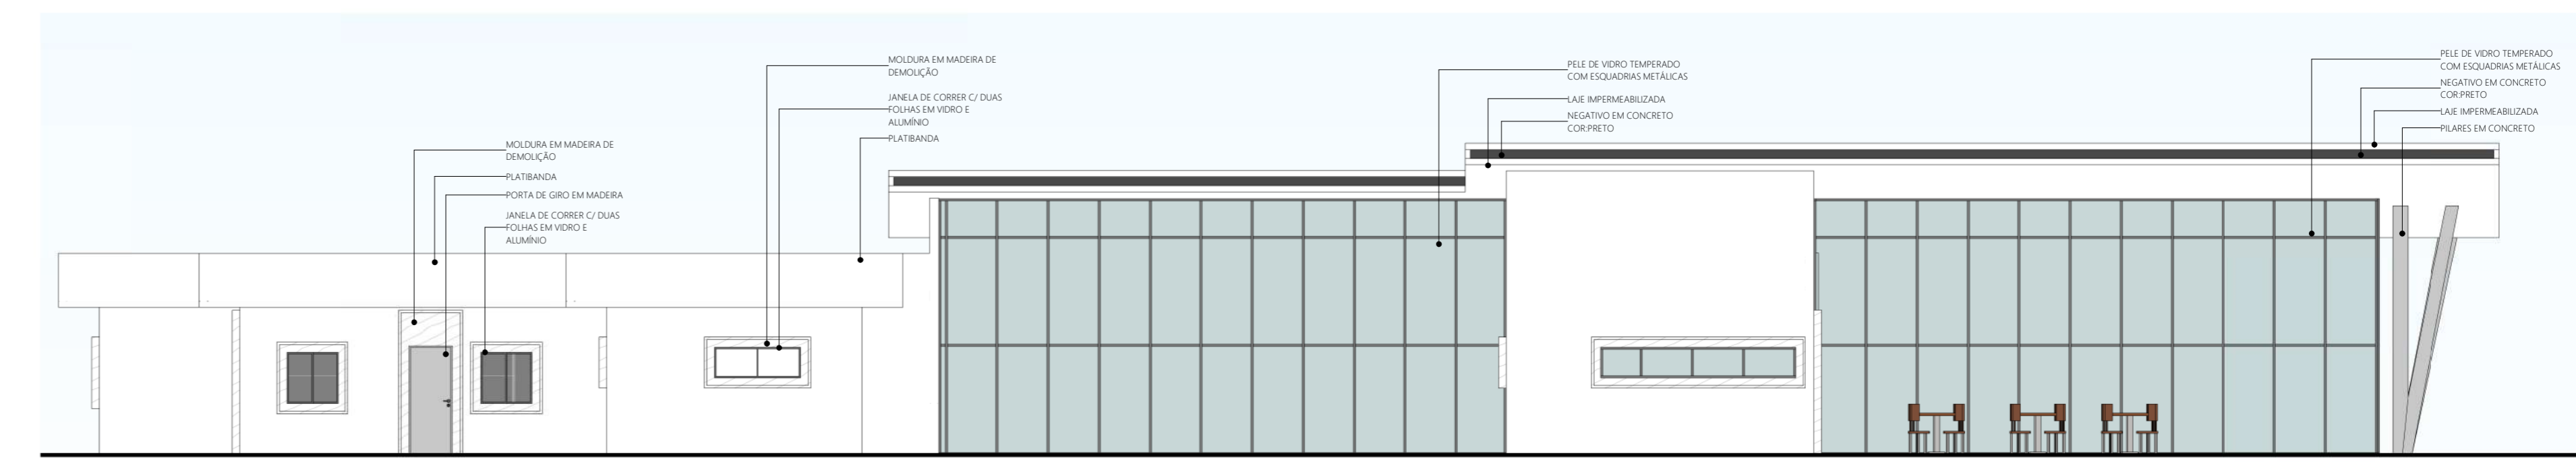 MOLDURA EM MADEIRA DE
DEMOLIÇÃO
PLATIBANDA
PORTA DE GIRO EM MADEIRA
JANELA DE CORRER C/ DUAS
FOLHAS EM VIDRO E
ALUMÍNIO
MOLDURA EM MADEIRA DE
DEMOLIÇÃO
JANELA DE CORRER C/ DUAS
FOLHAS EM VIDRO E
ALUMÍNIO
PLATIBANDA
PELE DE VIDRO TEMPERADO
COM ESQUADRIAS METÁLICAS
LAJE IMPERMEABILIZADA
NEGATIVO EM CONCRETO
COR:PRETO
PELE DE VIDRO TEMPERADO
COM ESQUADRIAS METÁLICAS
NEGATIVO EM CONCRETO
COR:PRETO
LAJE IMPERMEABILIZADA
PILARES EM CONCRETO